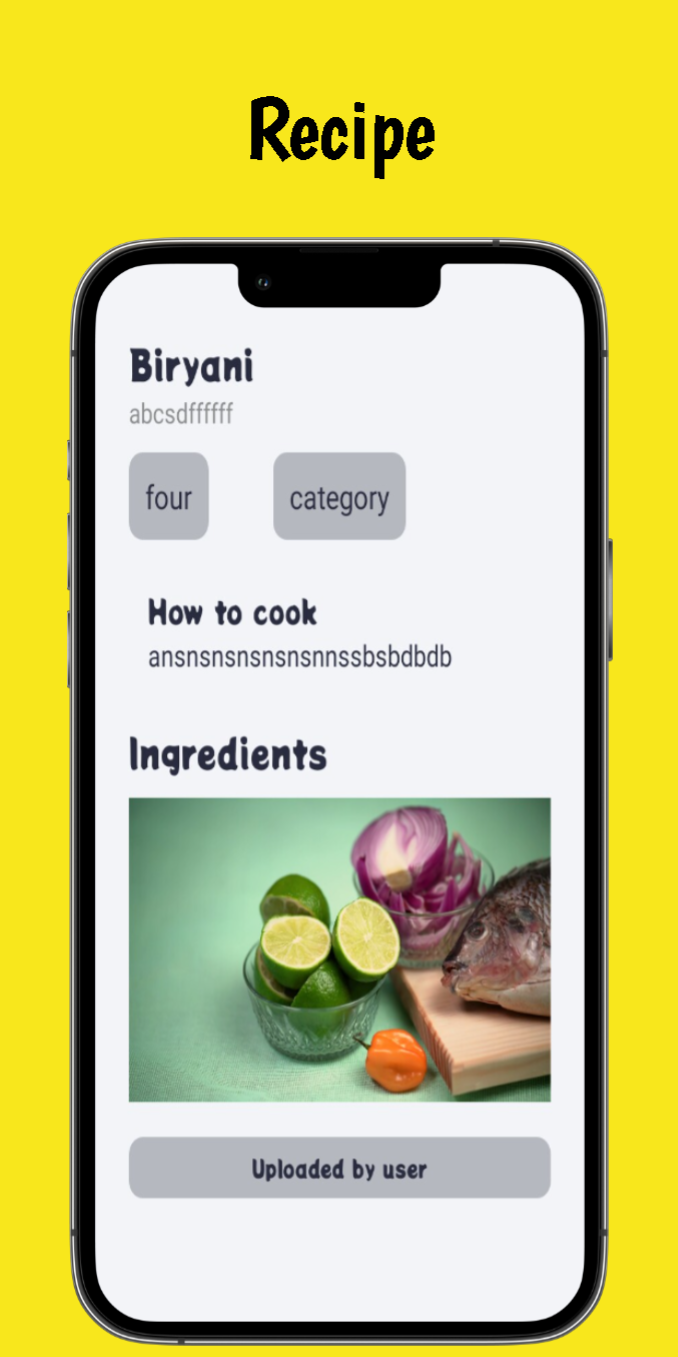 Recipe
Biryani
abcsdffffff
four
category
How to cook
ansnsnsnsnsnsnnssbsbdbdb
Ingredients
Uploaded by user